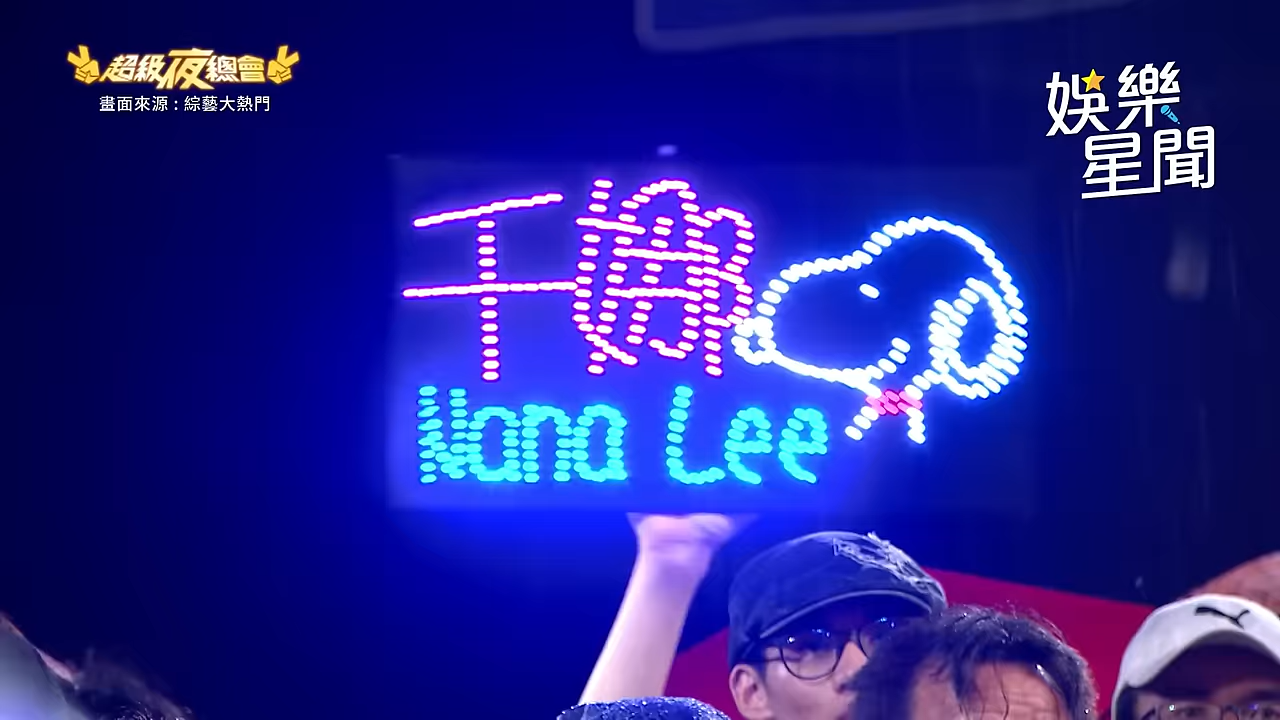 超級夜總會
畫面來源:綜藝大熱門
娛樂
星聞
千娜
Nana Lee